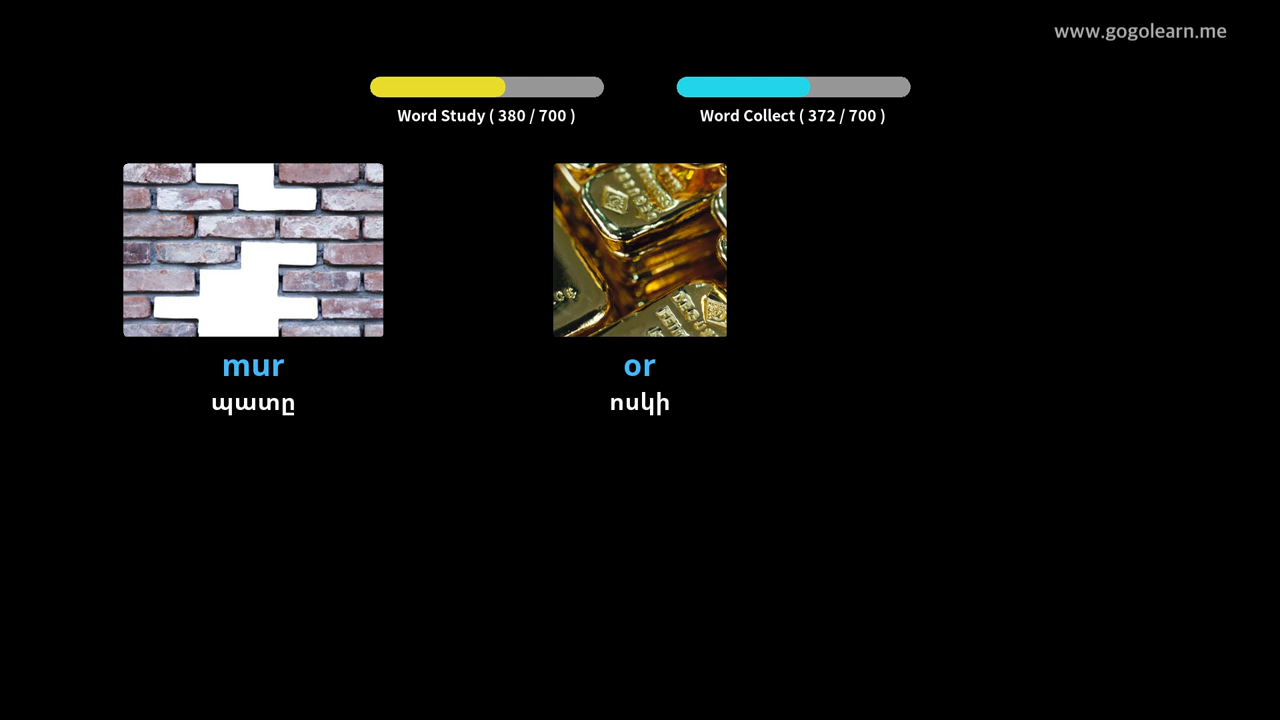 www.gogolearn.me
Word Study ( 380 / 700 )
Word Collect ( 372 / 700 )
mur
պատը
or
ոսկի